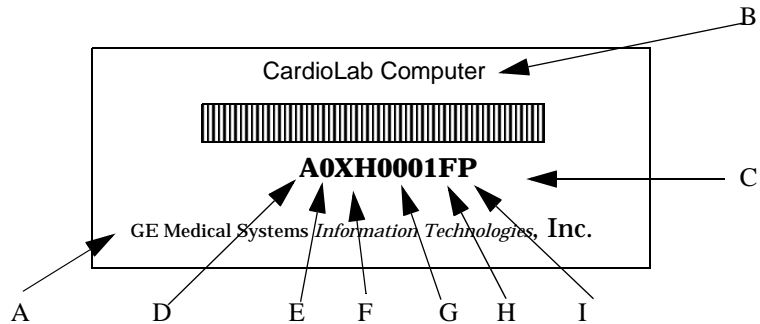 B
CardioLab Computer
A0XH0001FP
C
GE Medical Systems Information Technologies, Inc.
A D E F G H I